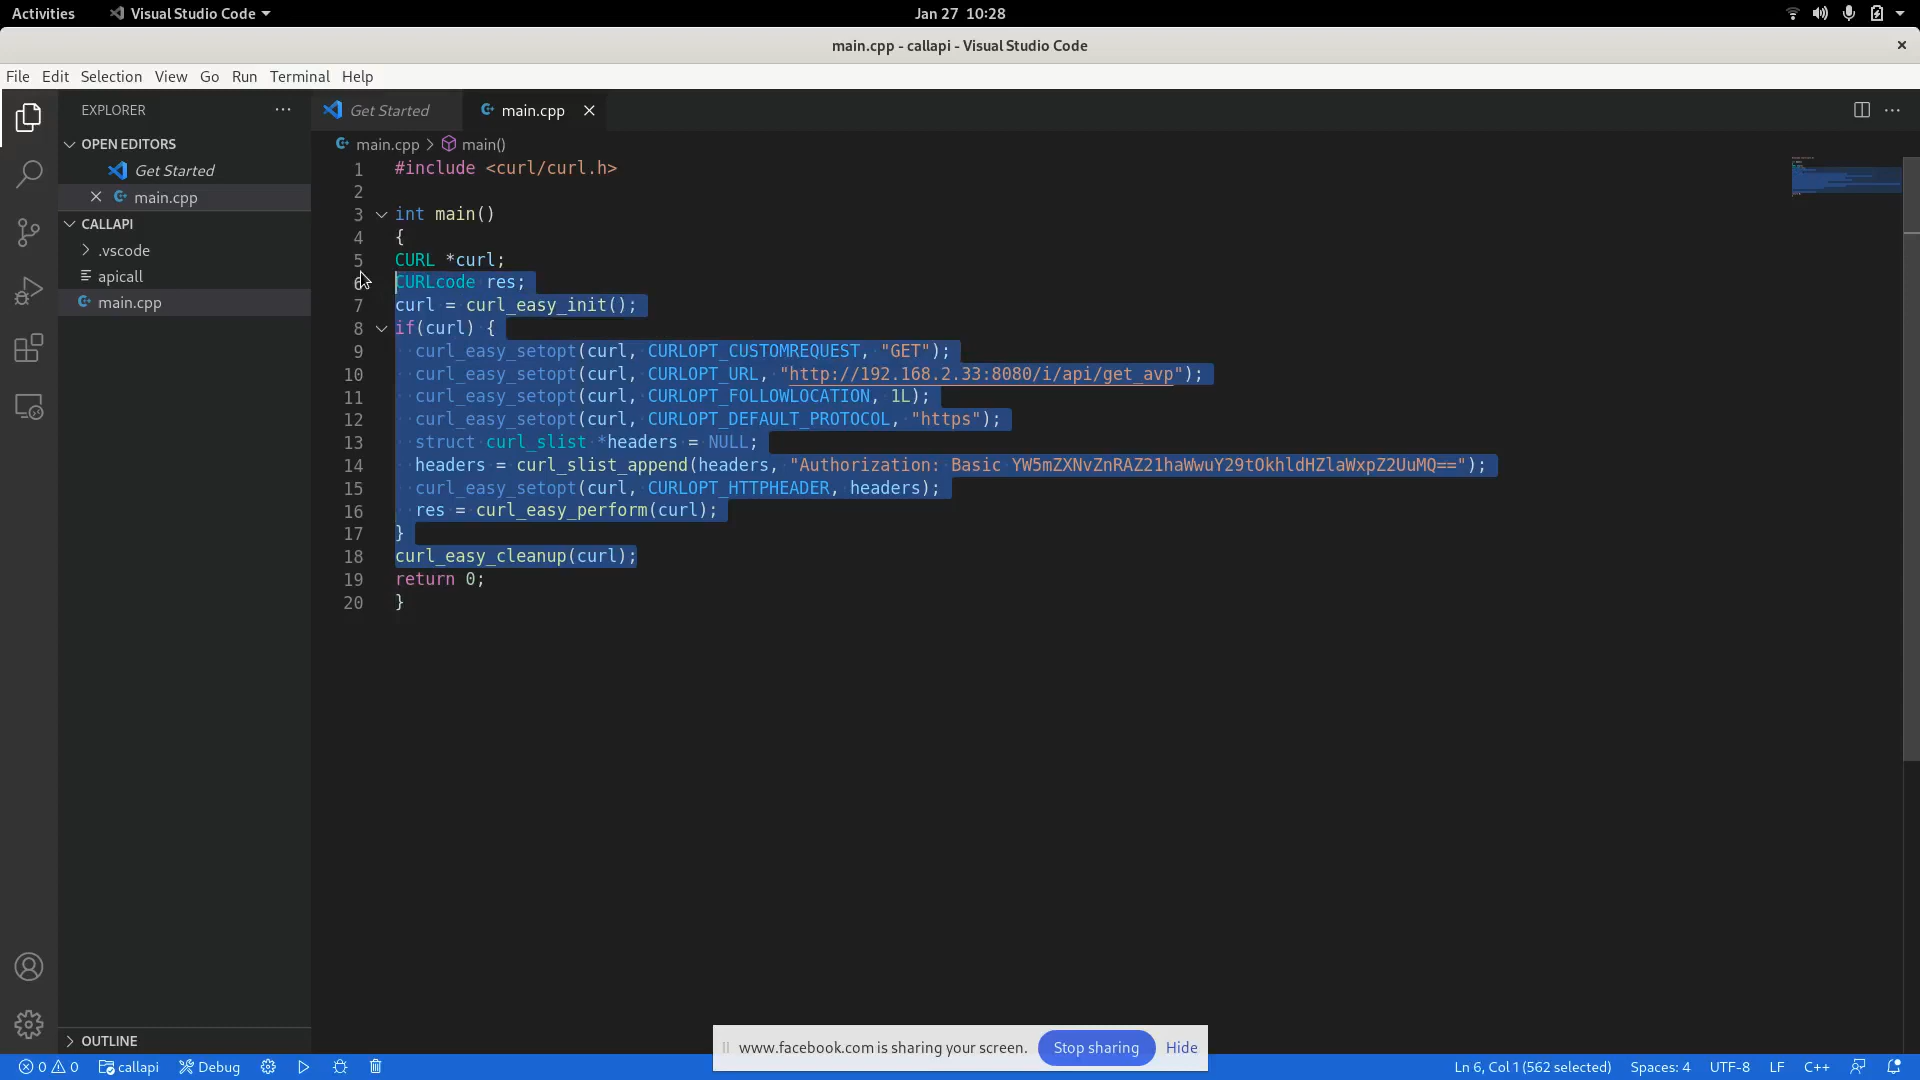 Activities
Visual Studio Code
Jan 27 10:28
main.cpp - callapi - Visual Studio Code
File Edit Selection View Go Run Terminal Help
EXPLORER
OPEN EDITORS
Get Started
main.cpp
CALLAPI
.vscode
apicall
main.cpp
OUTLINE
Get Started
main.cpp
main.cpp > main()
1 #include <curl/curl.h>
2
3 int main()
4 {
5 CURL *curl;
6 CURLcode res;
7 curl = curl_easy_init();
8 if(curl) {
9 curl_easy_setopt(curl, CURLOPT_CUSTOMREQUEST, "GET");
10 curl_easy_setopt(curl, CURLOPT_URL, "http://192.168.2.33:8080/i/api/get_avp");
11 curl_easy_setopt(curl, CURLOPT_FOLLOWLOCATION, 1L);
12 curl_easy_setopt(curl, CURLOPT_DEFAULT_PROTOCOL, "https");
13 struct curl_slist *headers = NULL;
14 headers = curl_slist_append(headers, "Authorization: Basic YW5mZXNvZnRAZ21haWwuY29tOkhldHZlaWxpZ2UuMQ==");
15 curl_easy_setopt(curl, CURLOPT_HTTPHEADER, headers);
16 res = curl_easy_perform(curl);
17 }
18 curl_easy_cleanup(curl);
19 return 0;
20 }
www.facebook.com is sharing your screen.
Stop sharing
Hide
0 0
callapi
Debug
Ln 6, Col 1 (562 selected)
Spaces: 4
UTF-8
LF
C++